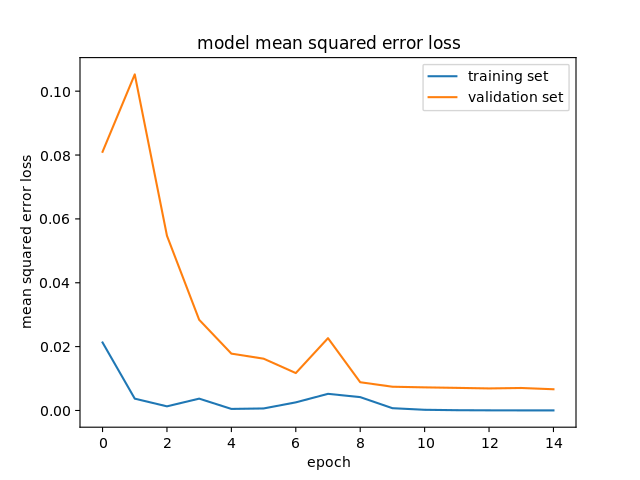 model mean squared error loss
training set
validation set
mean squared error loss
0.10
0.08
0.06
0.04
0.02
0.00
0 2 4 6 8 10 12 14
epoch